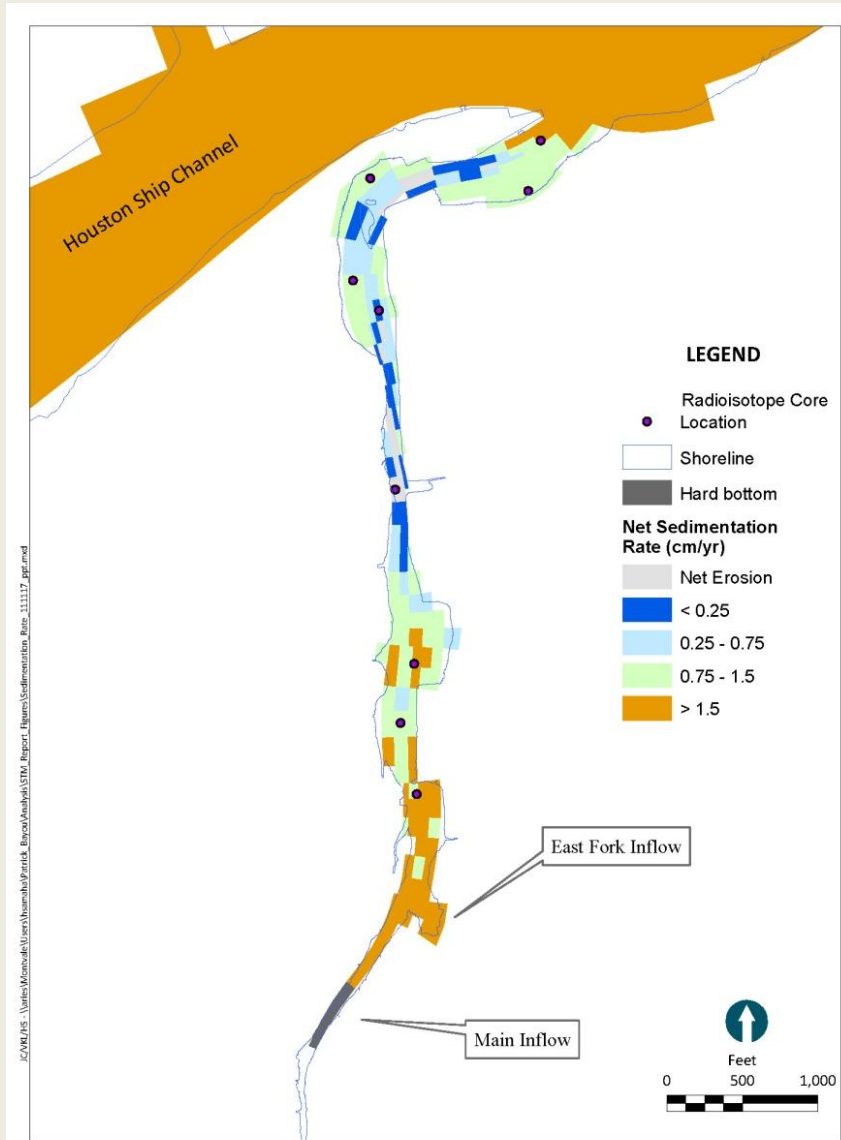 Houston Ship Channel
LEGEND
Radioisotope Core
Location
Shoreline
Hard bottom
Net Sedimentation
Rate (cm/yr)
Net Erosion
< 0.25
0.25 - 0.75
0.75 - 1.5
> 1.5
East Fork Inflow
Main Inflow
Feet
0 500 1,000